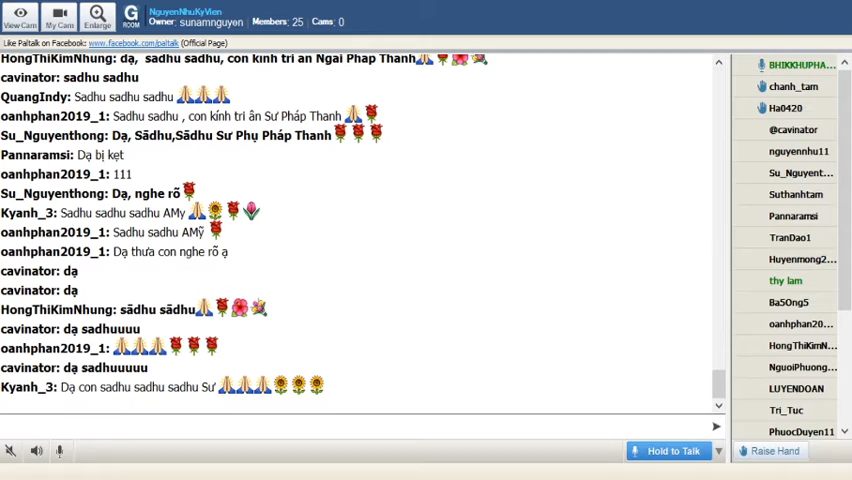 View Cam
My Cam
Enlarge
G
ROOM
NguyenNhuKyVien
Owner: sunamnguyen Members: 25 Cams: 0
Like Paltalk on Facebook: www.facebook.com/paltalk (Official Page)
HongThiKimNhung: dạ, sadhu sadhu, con kính tri ân Ngài Pháp Thanh
cavinator: sadhu sadhu
QuangIndy: Sadhu sadhu sadhu
oanhphan2019_1: Sadhu sadhu , con kính tri ân Sư Pháp Thanh
Su_Nguyenthong: Dạ, Sādhu,Sādhu Sư Phụ Pháp Thanh
Pannaramsi: Dạ bị kẹt
oanhphan2019_1: 111
Su_Nguyenthong: Dạ, nghe rõ
Kyanh_3: Sadhu sadhu sadhu AMy
oanhphan2019_1: Sadhu sadhu AMỹ
oanhphan2019_1: Dạ thưa con nghe rõ ạ
cavinator: dạ
cavinator: dạ
HongThiKimNhung: sādhu sādhu
cavinator: dạ sadhuuuu
oanhphan2019_1:
cavinator: dạ sadhuuuuu
Kyanh_3: Dạ con sadhu sadhu sadhu Sư
BHIKKHUPHA...
chanh_tam
Ha0420
@cavinator
nguyennhu11
Su_Nguyent...
Suthanhtam
Pannaramsi
TranDao1
Huyenmong2...
thy lam
Ba5Ong5
oanhphan20...
HongThiKimN...
NguoiPhuong...
LUYENDOAN
Tri_Tuc
PhuocDuyen11
Hold to Talk
Raise Hand